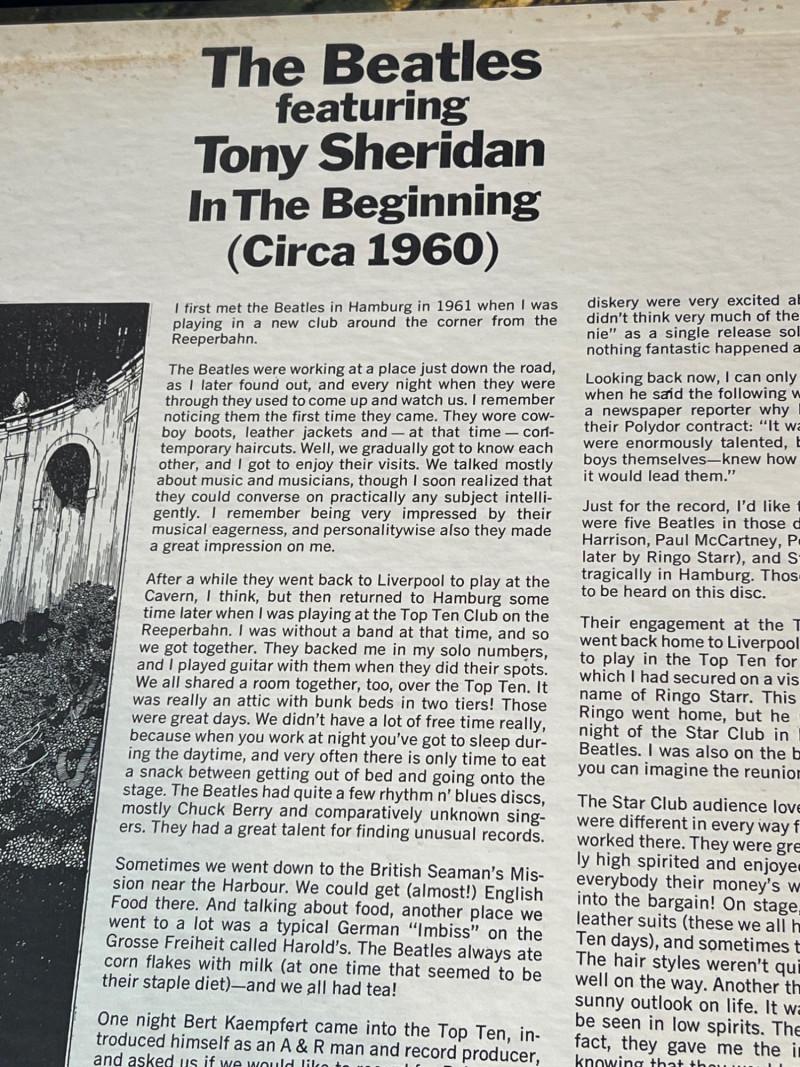 The Beatles
featuring
Tony Sheridan
In The Beginning
(Circa 1960)
I first met the Beatles in Hamburg in 1961 when I was
playing in a new club around the corner from the
Reeperbahn.
The Beatles were working at a place just down the road,
as I later found out, and every night when they were
through they used to come up and watch us. I remember
noticing them the first time they came. They wore cow-
boy boots, leather jackets and — at that time — con-
temporary haircuts. Well, we gradually got to know each
other, and I got to enjoy their visits. We talked mostly
about music and musicians, though I soon realized that
they could converse on practically any subject intelli-
gently. I remember being very impressed by their
musical eagerness, and personalitywise also they made
a great impression on me.
After a while they went back to Liverpool to play at the
Cavern, I think, but then returned to Hamburg some
time later when I was playing at the Top Ten Club on the
Reeperbahn. I was without a band at that time, and so
we got together. They backed me in my solo numbers,
and I played guitar with them when they did their spots.
We all shared a room together, too, over the Top Ten. It
was really an attic with bunk beds in two tiers! Those
were great days. We didn't have a lot of free time really,
because when you work at night you've got to sleep dur-
ing the daytime, and very often there is only time to eat
a snack between getting out of bed and going onto the
stage. The Beatles had quite a few rhythm n' blues discs,
mostly Chuck Berry and comparatively unknown sing-
ers. They had a great talent for finding unusual records.
Sometimes we went down to the British Seaman's Mis-
sion near the Harbour. We could get (almost!) English
Food there. And talking about food, another place we
went to a lot was a typical German "Imbiss" on the
Grosse Freiheit called Harold's. The Beatles always ate
corn flakes with milk (at one time that seemed to be
their staple diet)—and we all had tea!
One night Bert Kaempfert came into the Top Ten, in-
troduced himself as an A & R man and record producer,
and asked us if we would like to
diskery were very excited
didn't think very much of the
nie" as a single release
nothing fantastic happened
Looking back now, I can only
when he said the following
a newspaper reporter why
their Polydor contract: "It
were enormously talented,
boys themselves—knew how
it would lead them."
Just for the record, I'd like
were five Beatles in those
Harrison, Paul McCartney,
later by Ringo Starr), and
tragically in Hamburg.
to be heard on this disc.
Their engagement at the
went back home to Liverpool
to play in the Top Ten for
which I had secured on a
name of Ringo Starr. This
Ringo went home, but he
night of the Star Club in
Beatles. I was also on the
you can imagine the
The Star Club audience
were different in every way
worked there. They were
ly high spirited and
everybody their money's
into the bargain! On stage,
leather suits (these we all
Ten days), and sometimes
The hair styles weren't
well on the way. Another
sunny outlook on life. It
be seen in low spirits.
fact, they gave me the
knowing that they